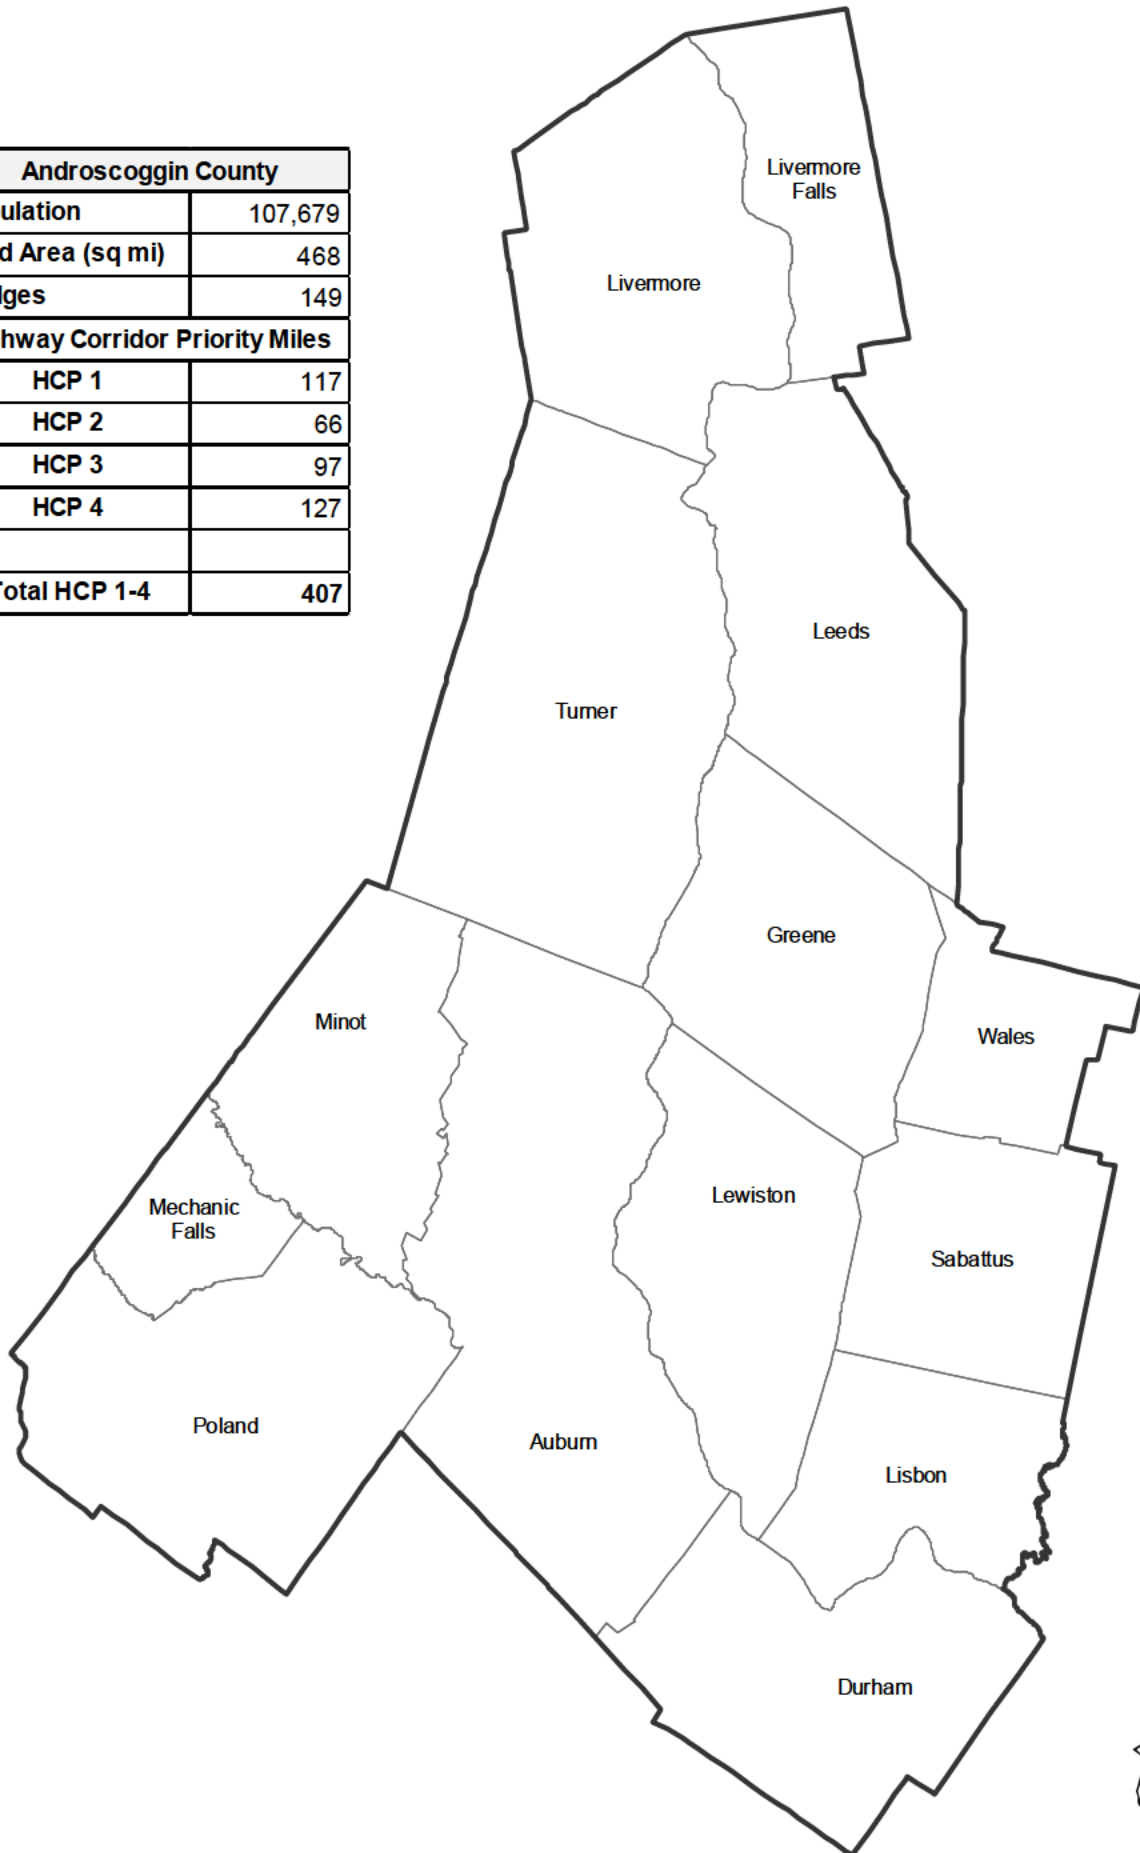 Androscoggin County
ulation 107,679
d Area (sq mi) 468
lges 149
hway Corridor Priority Miles
HCP 1 117
HCP 2 66
HCP 3 97
HCP 4 127
Total HCP 1-4 407
Livermore
Falls
Livermore
Leeds
Turner
Greene
Minot
Wales
Lewiston
Mechanic
Falls
Sabattus
Poland
Auburn
Lisbon
Durham